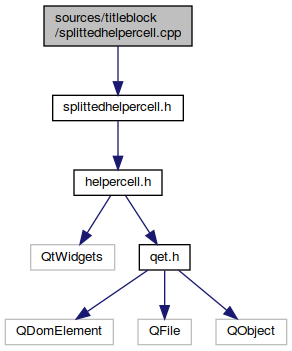 sources/titleblock
/splittedhelpercell.cpp
splittedhelpercell.h
helpercell.h
QtWidgets
qet.h
QDomElement
QFile
QObject